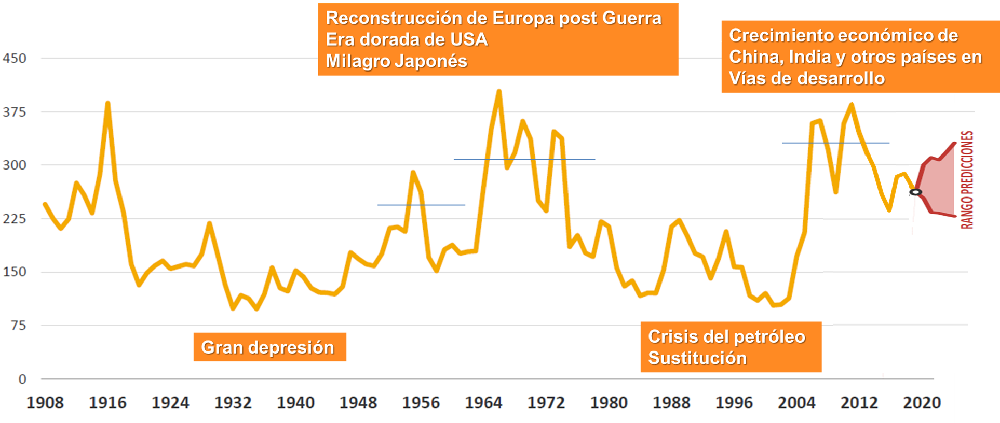 Reconstrucción de Europa post Guerra
Era dorada de USA
Milagro Japonés
Crecimiento económico de
China, India y otros países en
Vías de desarrollo
450
375
300
225
150
75
0
RANGO PREDICCIONES
Gran depresión
Crisis del petróleo
Sustitución
1908 1916 1924 1932 1940 1948 1956 1964 1972 1980 1988 1996 2004 2012 2020